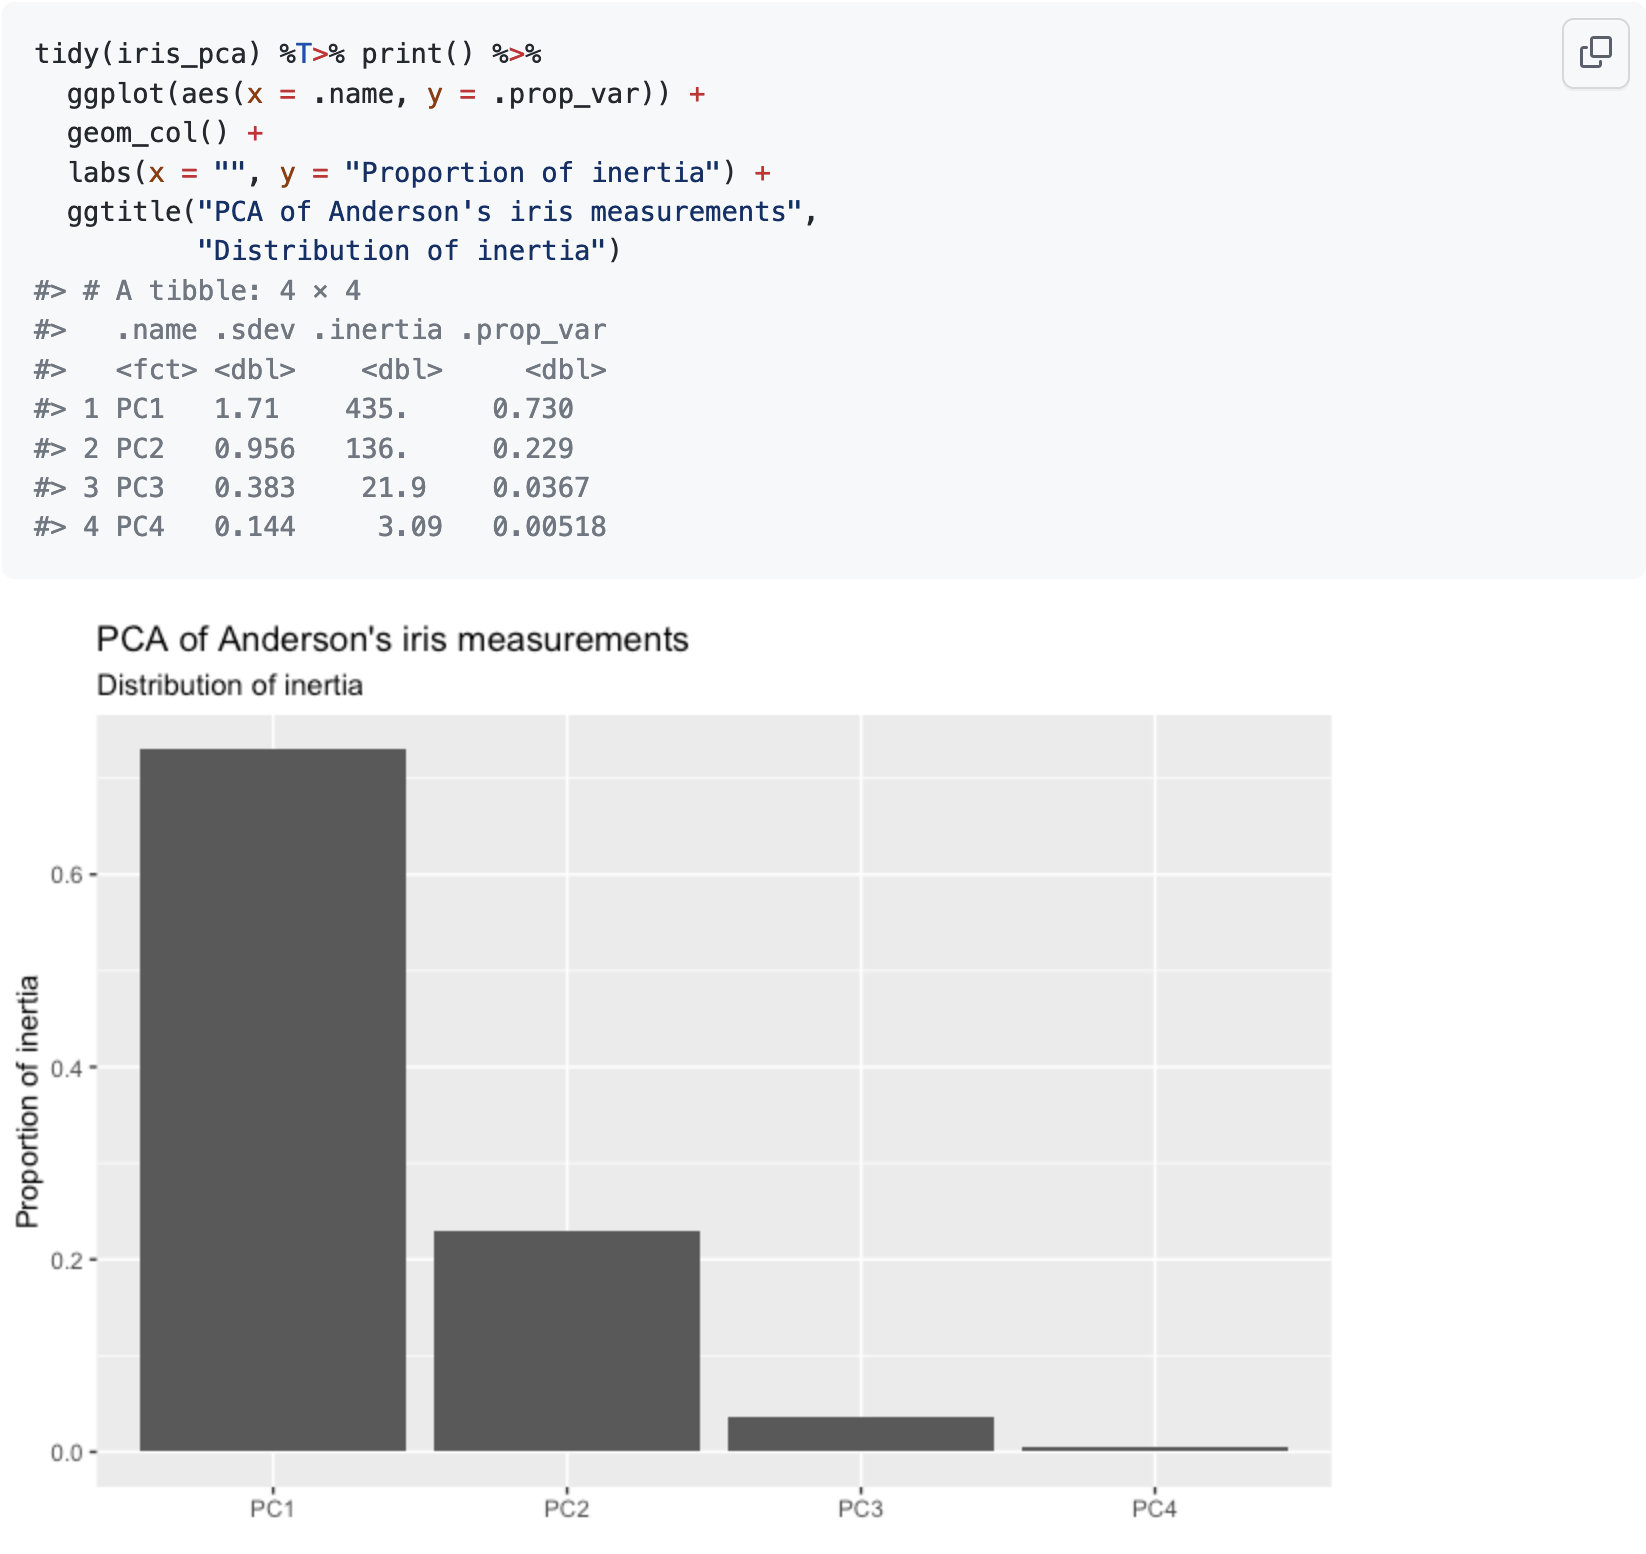 tidy(iris_pca) %T>% print() %>%
  ggplot(aes(x = .name, y = .prop_var)) +
  geom_col() +
  labs(x = "", y = "Proportion of inertia") +
  ggtitle("PCA of Anderson's iris measurements",
          "Distribution of inertia")
#> # A tibble: 4 × 4
#>   .name .sdev .inertia .prop_var
#>   <fct> <dbl>    <dbl>     <dbl>
#> 1 PC1   1.71    435.     0.730
#> 2 PC2   0.956   136.     0.229
#> 3 PC3   0.383    21.9    0.0367
#> 4 PC4   0.144     3.09   0.00518
PCA of Anderson's iris measurements
Distribution of inertia
Proportion of inertia
0.6
0.4
0.2
0.0
PC1 PC2 PC3 PC4